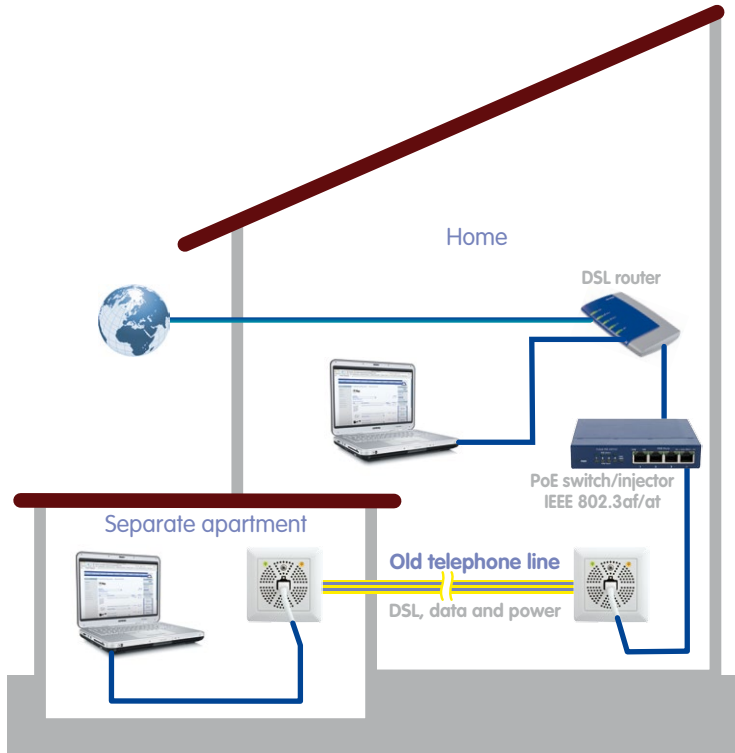 Home
DSL router
PoE switch/injector
IEEE 802.3af/at
Separate apartment
Old telephone line
DSL, data and power